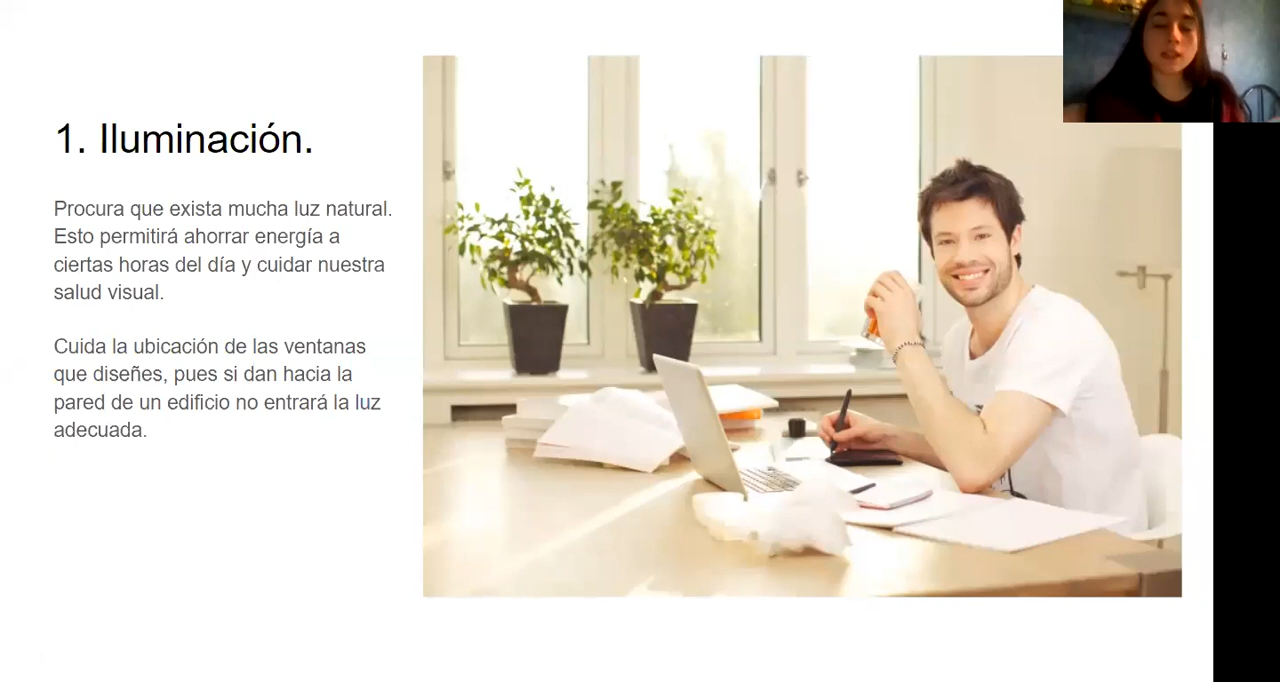 1. Iluminación.
Procura que exista mucha luz natural.
Esto permitirá ahorrar energía a
ciertas horas del día y cuidar nuestra
salud visual.
Cuida la ubicación de las ventanas
que diseñes, pues si dan hacia la
pared de un edificio no entrará la luz
adecuada.